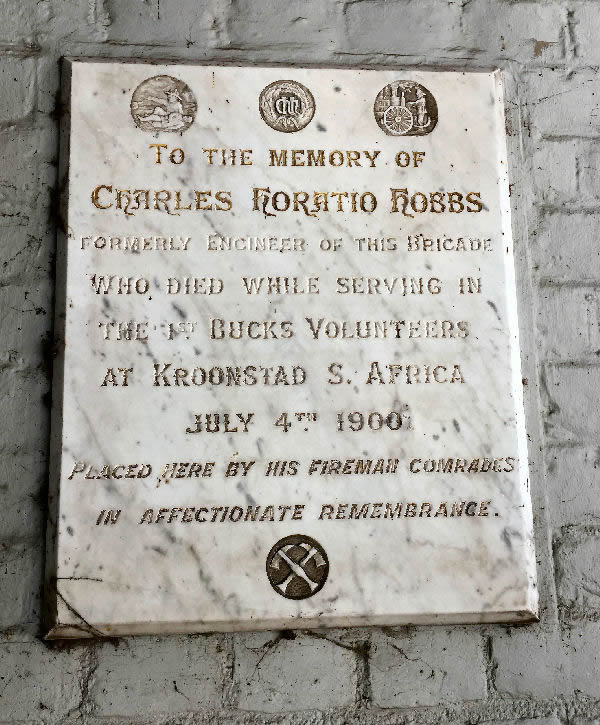 To the memory of
Charles Horatio Hobbs
formerly Engineer of this Brigade
Who died while serving in
the 1st Bucks Volunteers
at Kroonstad S. Africa
July 4th 1900.
Placed here by his fireman comrades
in affectionate remembrance.